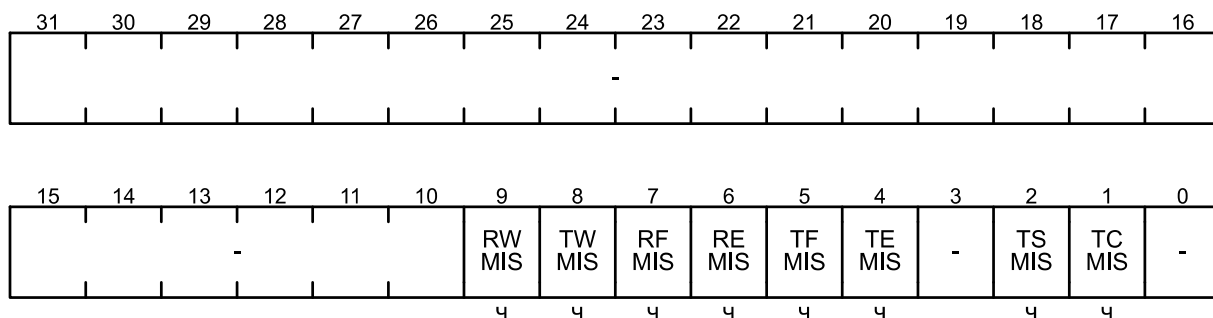 31 30 29 28 27 26 25 24 23 22 21 20 19 18 17 16
-
15 14 13 12 11 10 9 8 7 6 5 4 3 2 1 0
- RW TW RF RE TF TE - TS TC -
MIS MIS MIS MIS MIS MIS MIS MIS
ч ч ч ч ч ч ч ч